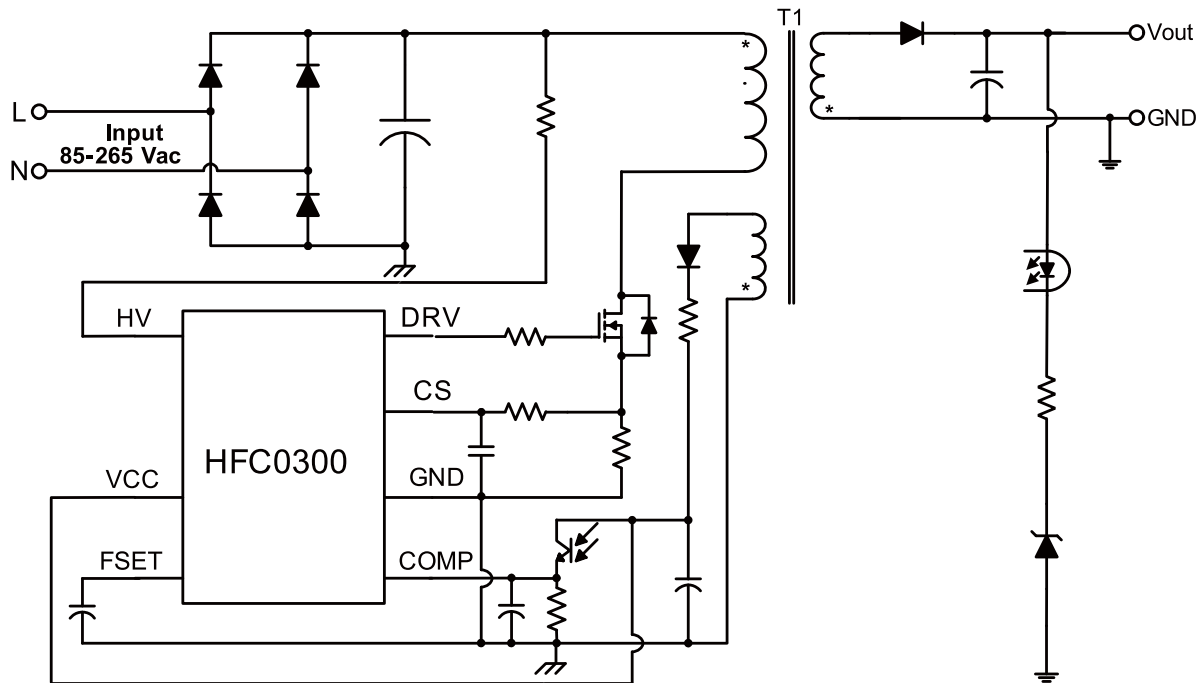 T1
*
*
Vout
L
Input
85-265 Vac
N
*
GND
*
HV
DRV
CS
HFC0300
VCC
GND
FSET
COMP